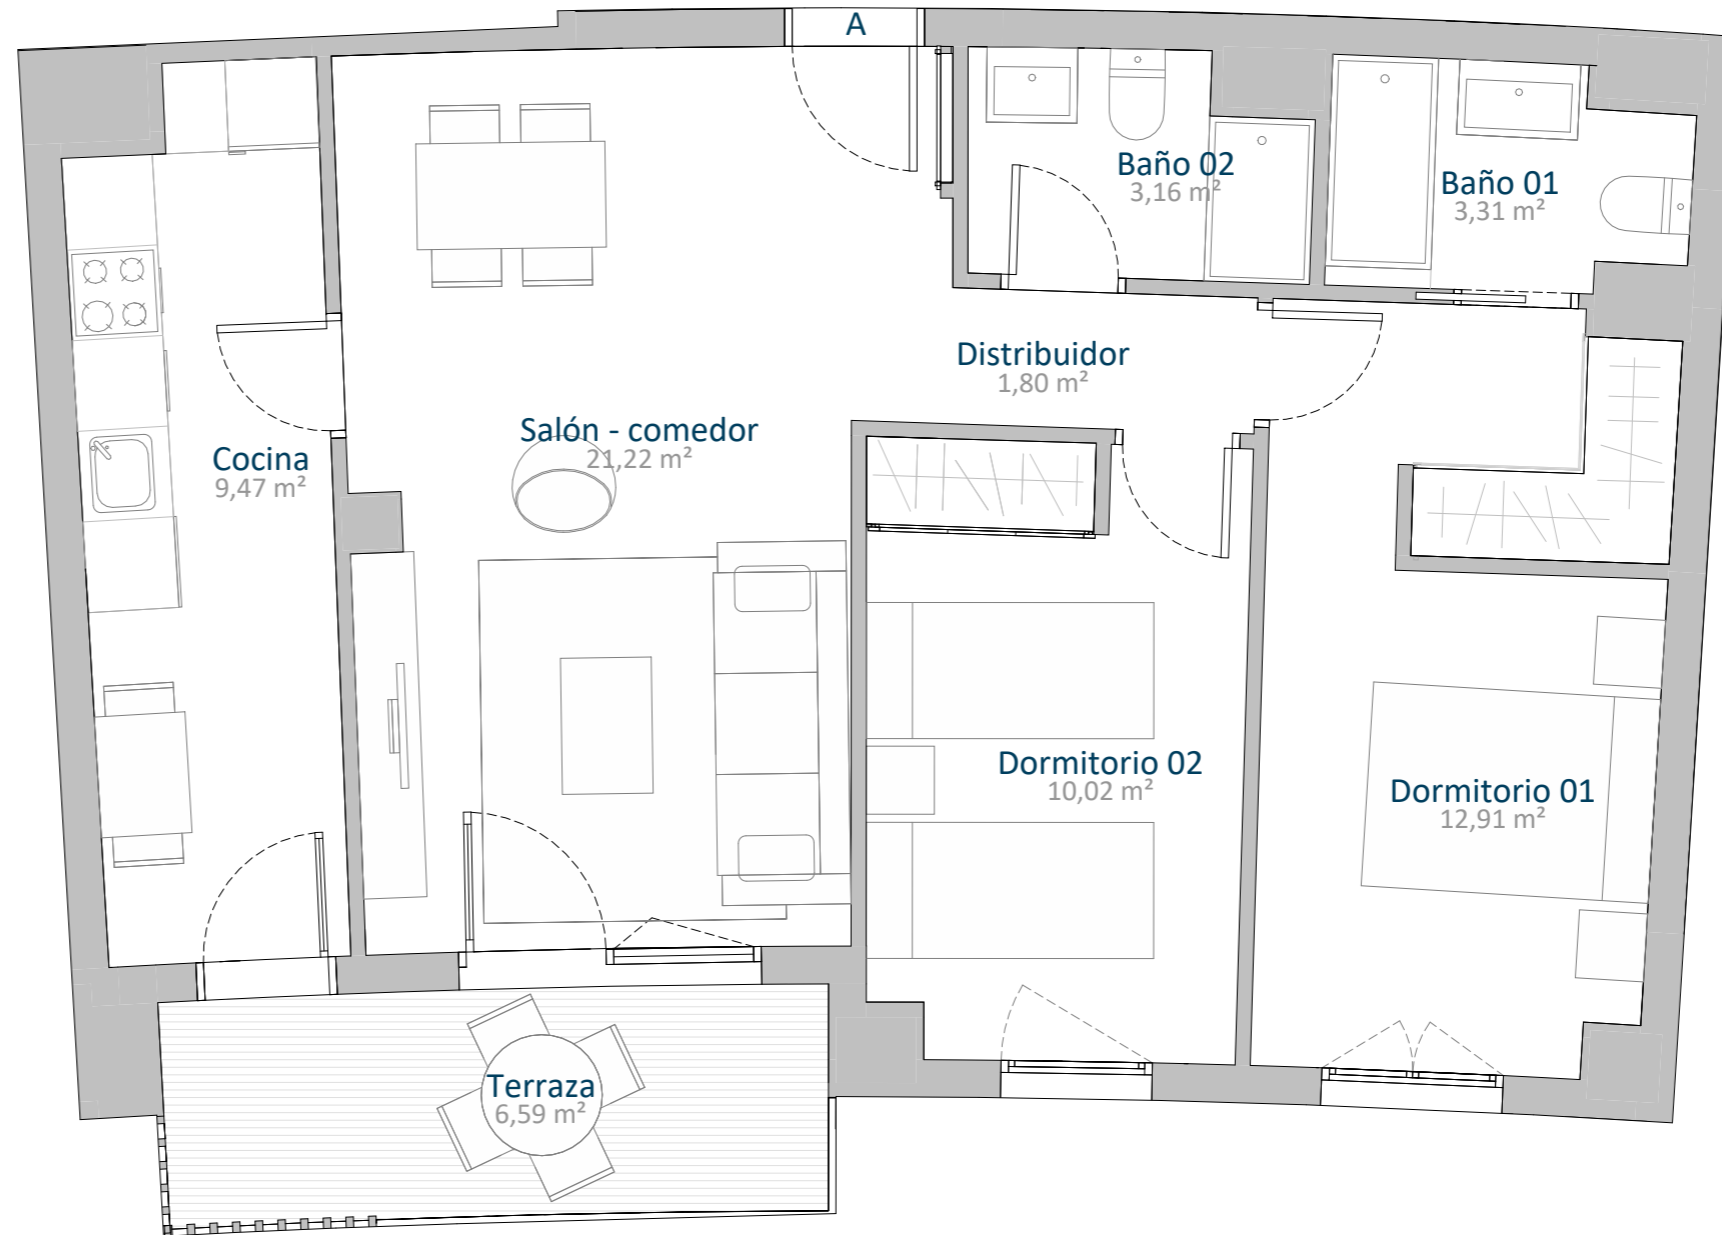 A
Baño 02
3,16 m²
Baño 01
3,31 m²
Distribuidor
1,80 m²
Salón - comedor
21,22 m²
Cocina
9,47 m²
Dormitorio 02
10,02 m²
Dormitorio 01
12,91 m²
Terraza
6,59 m²